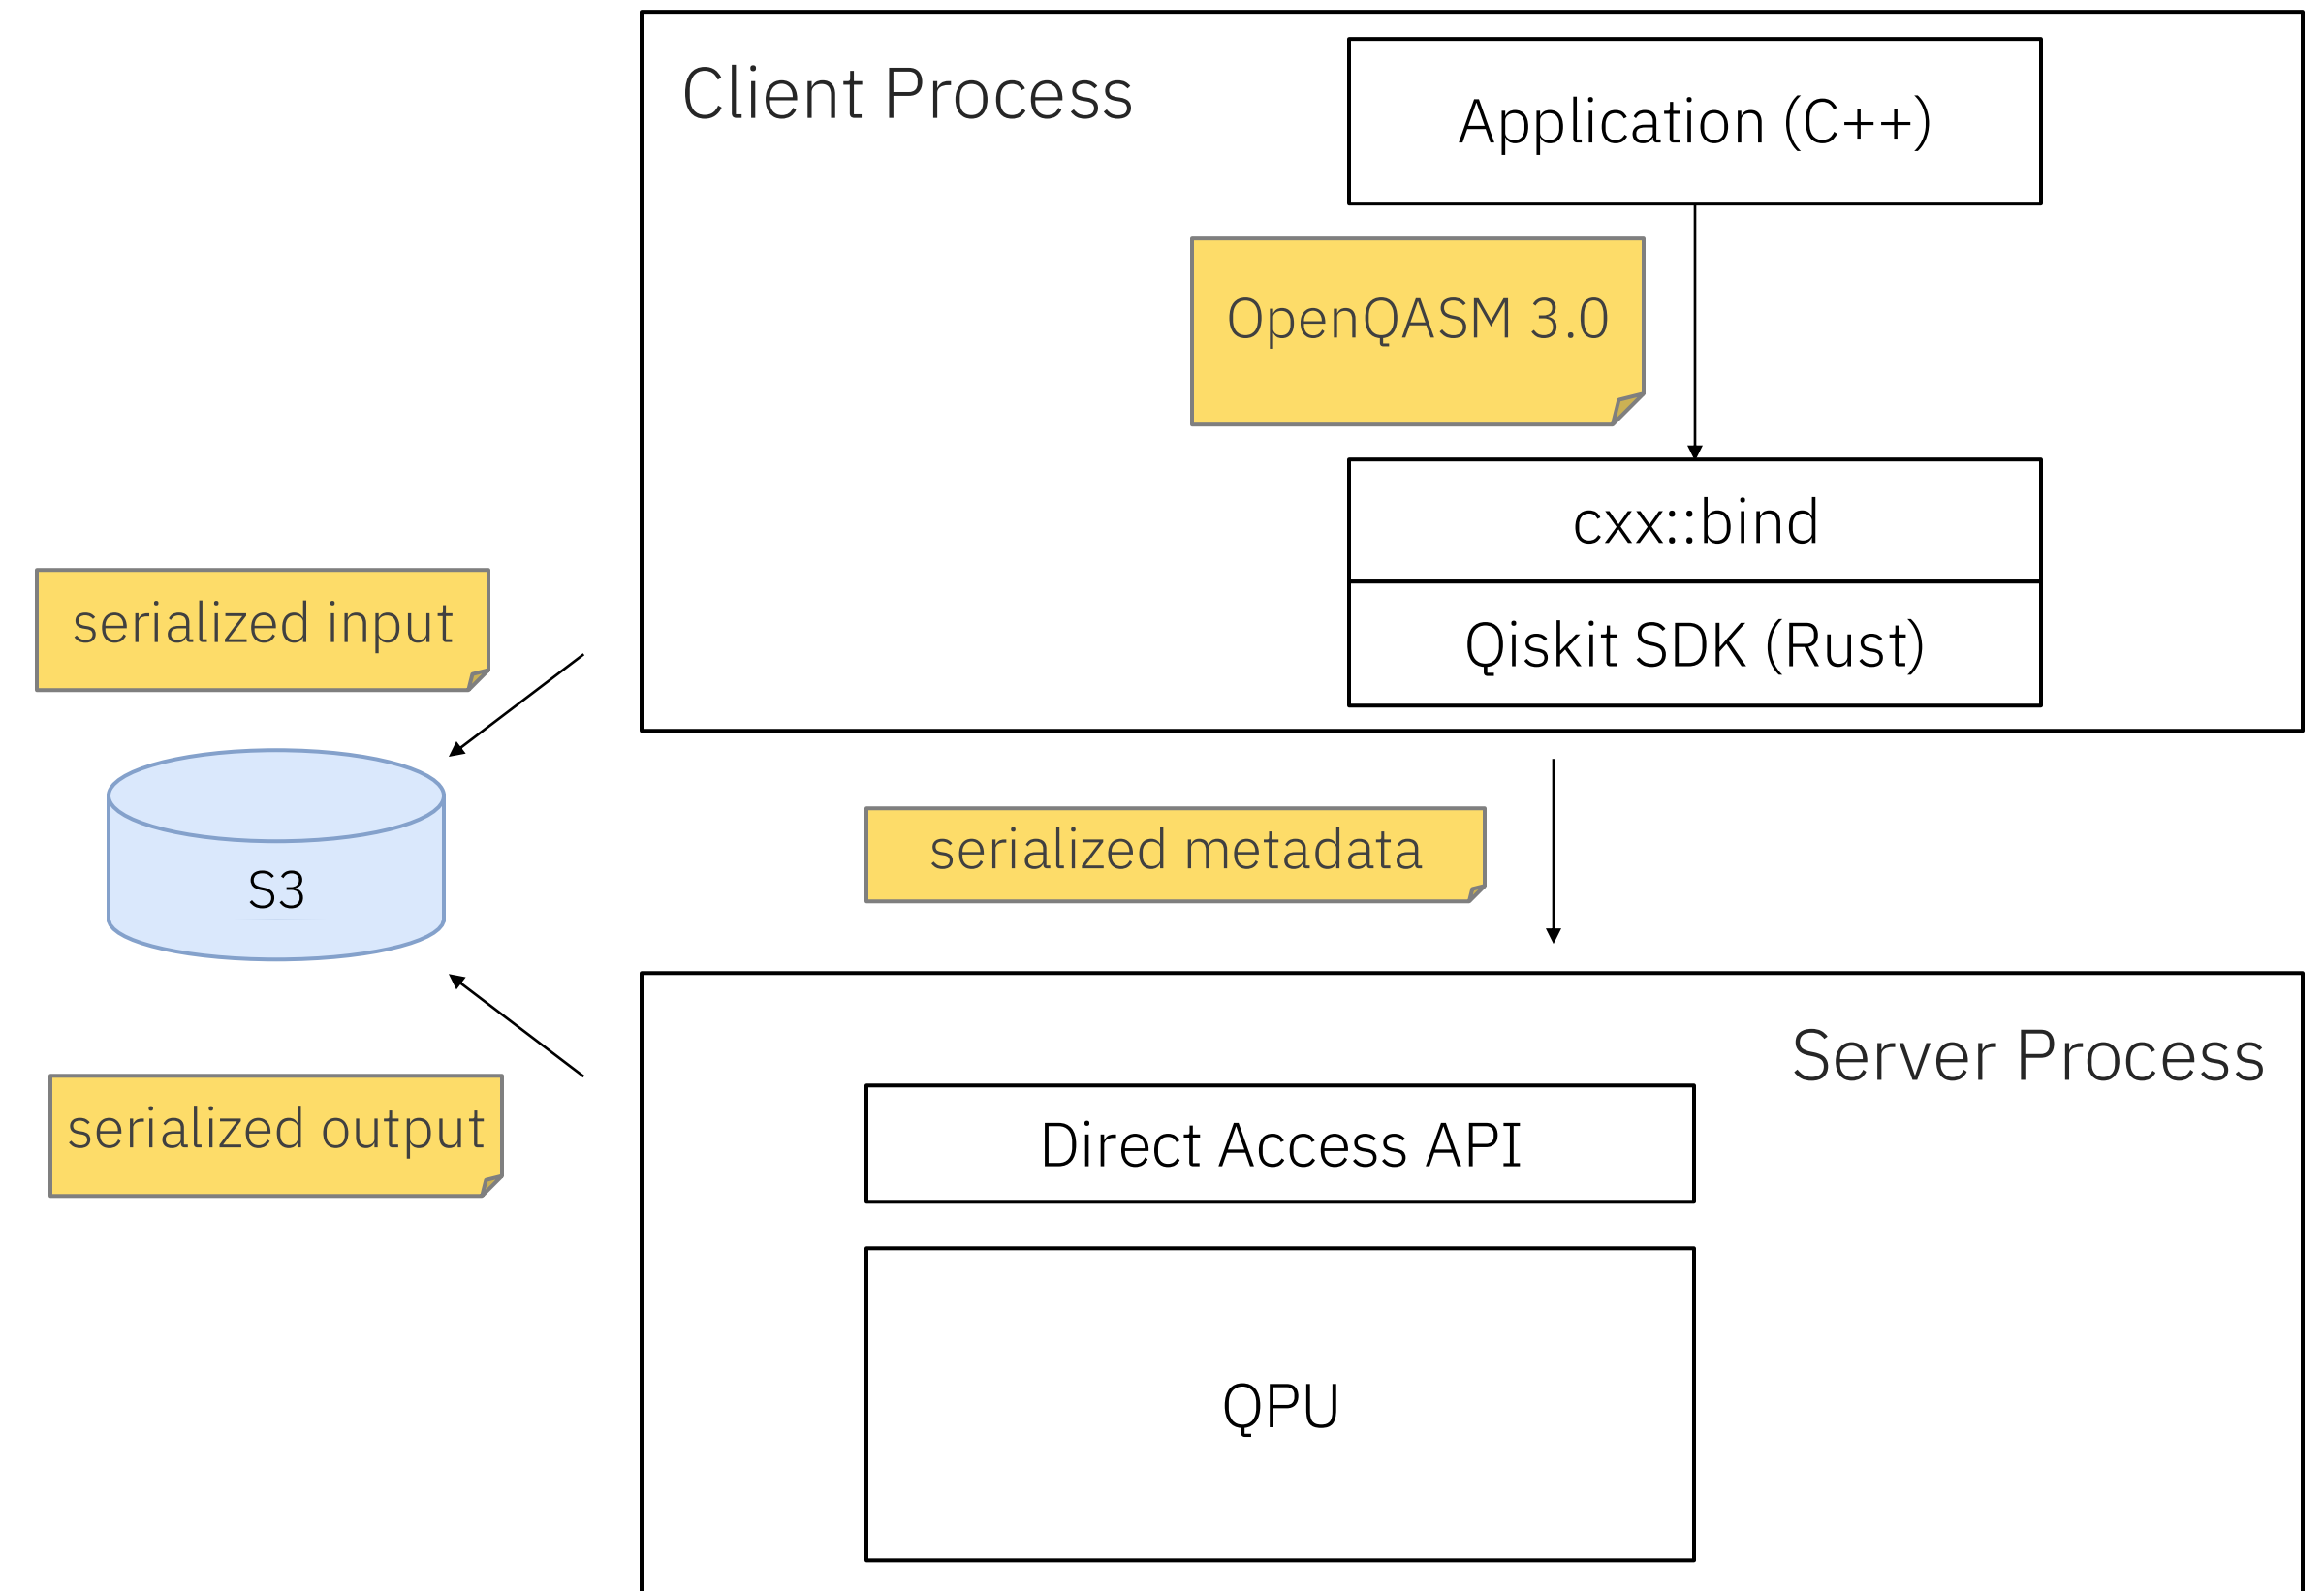 Client Process
Application (C++)
OpenQASM 3.0
cxx::bind
Qiskit SDK (Rust)
serialized input
S3
serialized metadata
serialized output
Server Process
Direct Access API
QPU